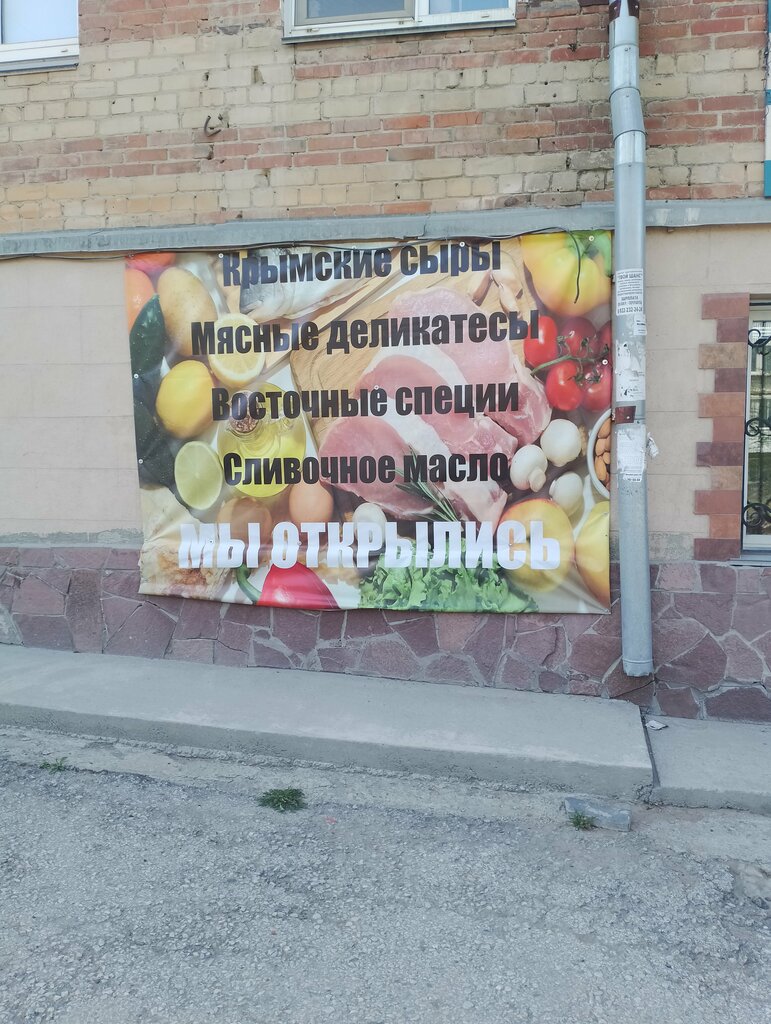 Крымские сыры
Мясные деликатесы
Восточные специи
Сливочное масло
МЫ ОТКРЫЛИСЬ